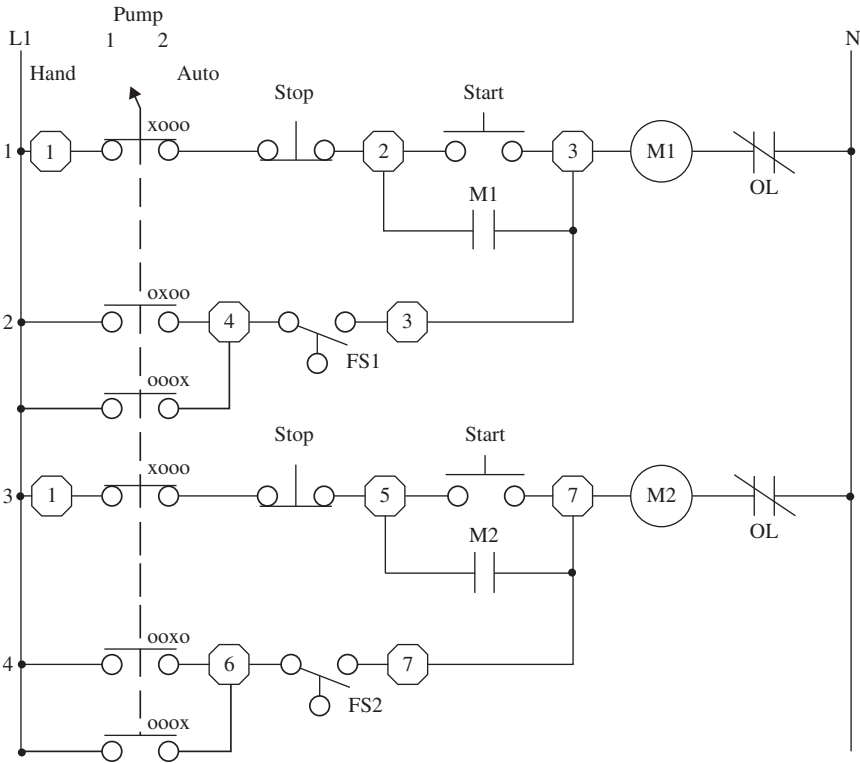 Pump
L1 1 2 N
Hand Auto
Stop Start
xooo
1 1 2 3 M1
OL
M1
oxoo
2 4 3
FS1
ooox
Stop Start
xooo
3 1 5 7 M2
OL
M2
ooxo
4 6 7
FS2
ooox